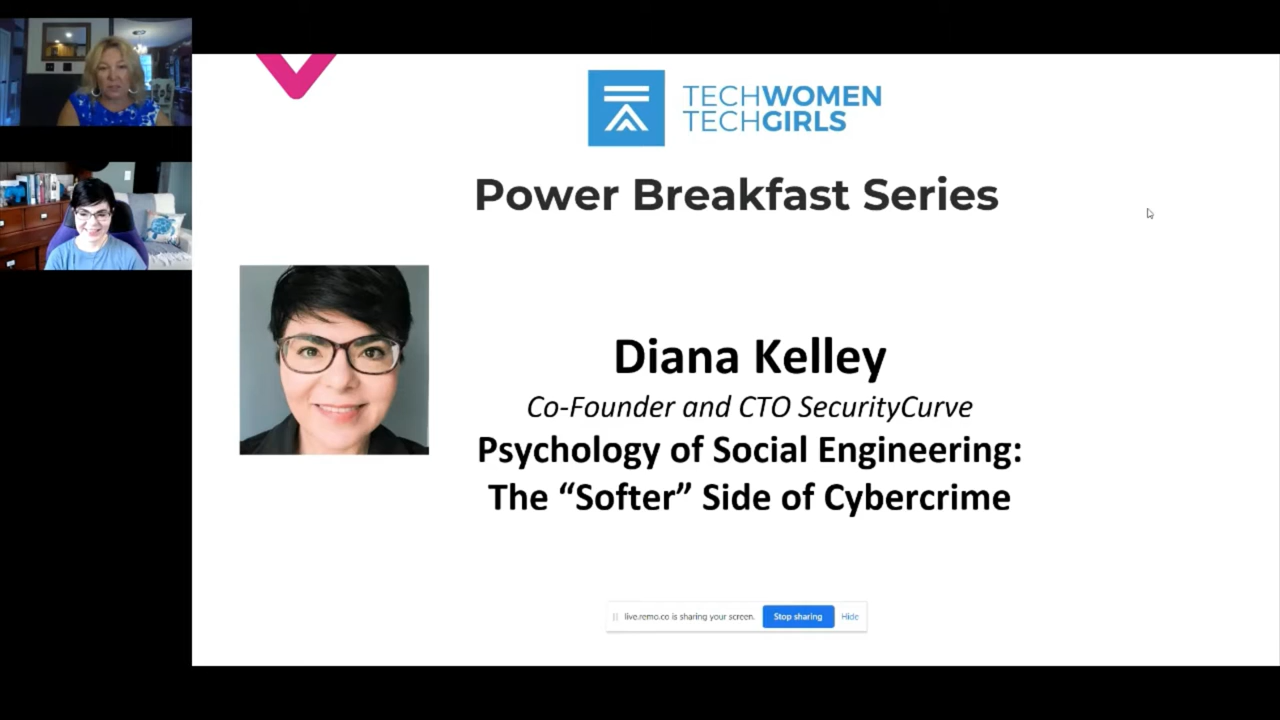 TECHWOMEN
TECHGIRLS
Power Breakfast Series
Diana Kelley
Co-Founder and CTO SecurityCurve
Psychology of Social Engineering:
The “Softer” Side of Cybercrime
live.remo.co is sharing your screen. Stop sharing Hide